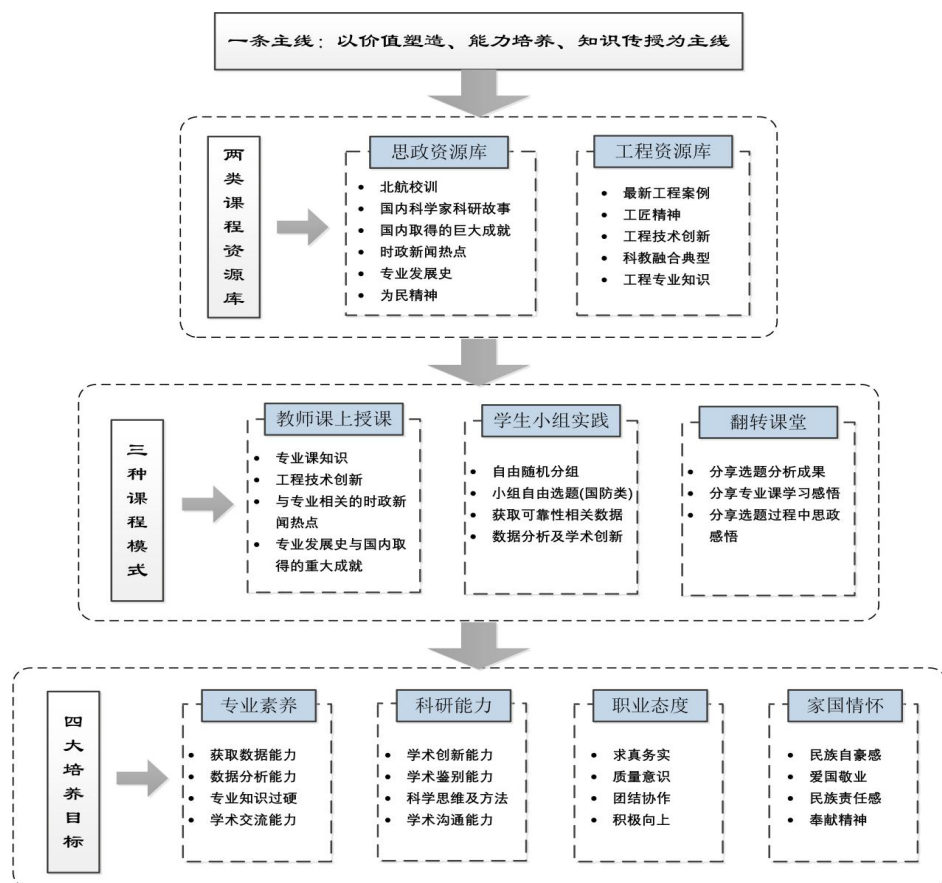 一条主线：以价值塑造、能力培养、知识传授为主线
两类课程资源库
思政资源库
• 北航校训
• 国内科学家科研故事
• 国内取得的巨大成就
• 时政新闻热点
• 专业发展史
• 为民精神
工程资源库
• 最新工程案例
• 工匠精神
• 工程技术创新
• 科教融合典型
• 工程专业知识
三种课程模式
教师课上授课
• 专业课知识
• 工程技术创新
• 与专业相关的时政新
闻热点
• 专业发展史与国内取
得的重大成就
学生小组实践
• 自由随机分组
• 小组自由选题(国防类)
• 获取可靠性相关数据
• 数据分析及学术创新
翻转课堂
• 分享选题分析成果
• 分享专业课学习感悟
• 分享选题过程中思政
感悟
四大培养目标
专业素养
• 获取数据能力
• 数据分析能力
• 专业知识过硬
• 学术交流能力
科研能力
• 学术创新能力
• 学术鉴别能力
• 科学思维及方法
• 学术沟通能力
职业态度
• 求真务实
• 质量意识
• 团结协作
• 积极向上
家国情怀
• 民族自豪感
• 爱国敬业
• 民族责任感
• 奉献精神